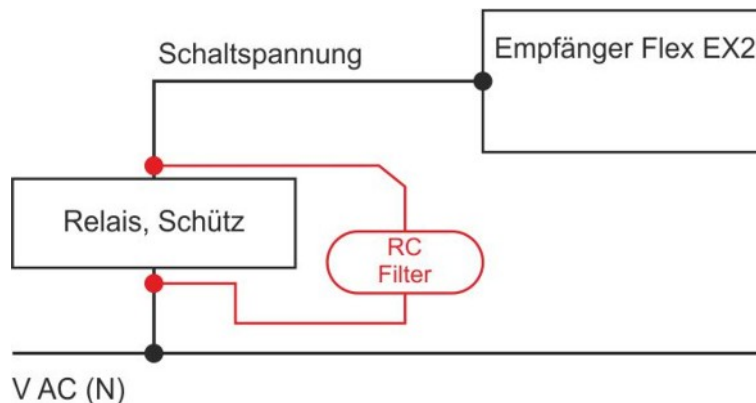 Schaltspannung
Empfänger Flex EX2
Relais, Schütz
RC
Filter
V AC (N)